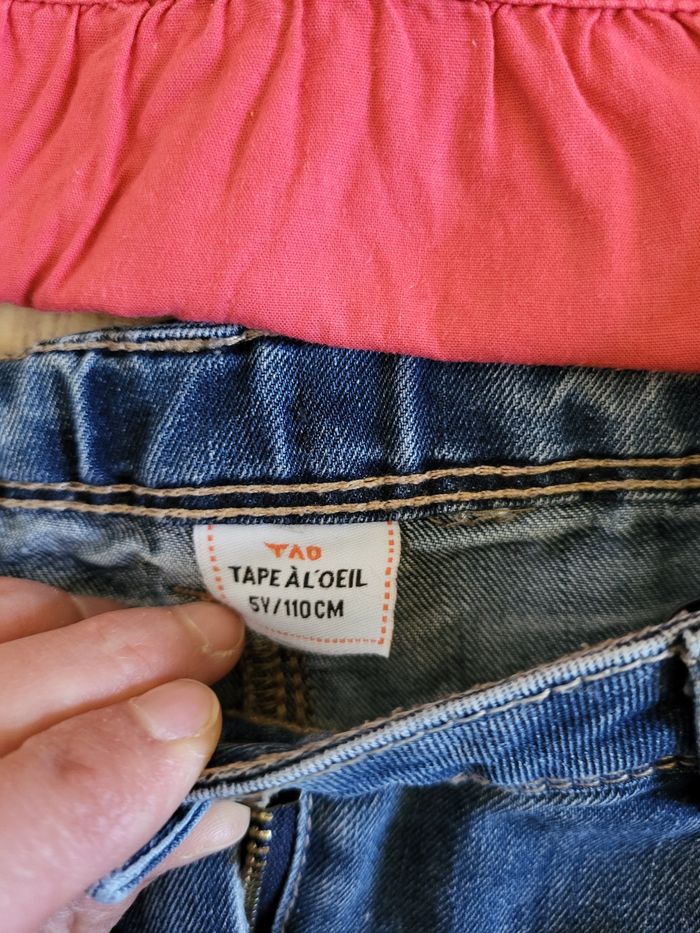 TAO
TAPE À L'OEIL
5Y/110CM